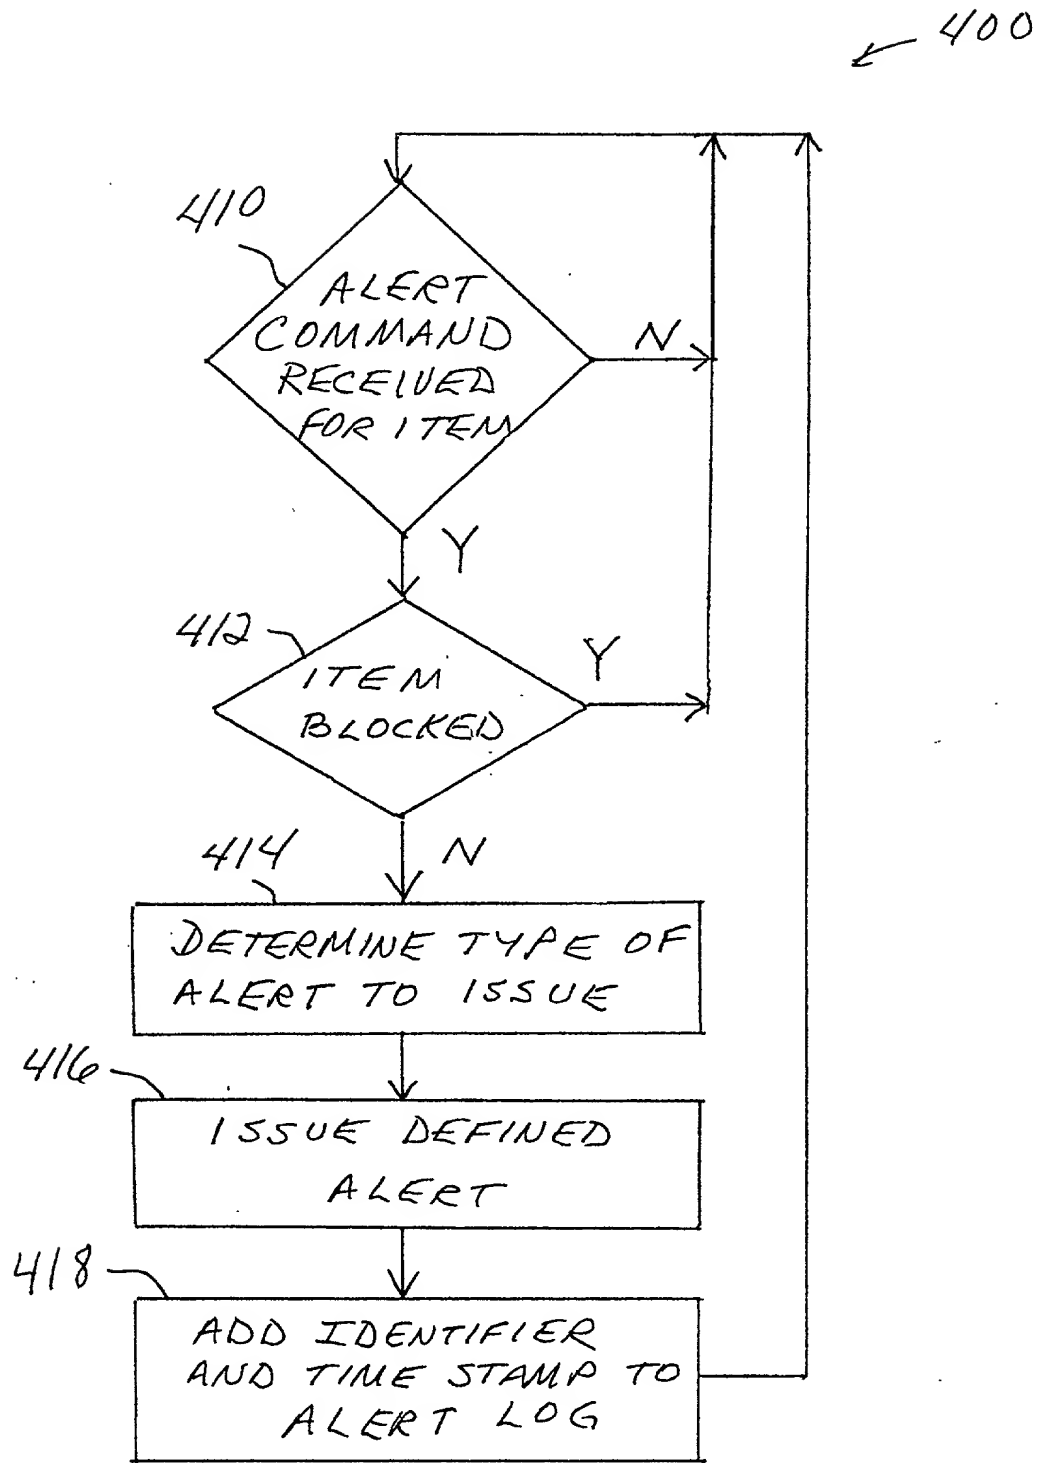 400
410
ALERT
COMMAND
RECEIVED
FOR ITEM
N
Y
412
ITEM
BLOCKED
Y
N
414
DETERMINE TYPE OF
ALERT TO ISSUE
416
ISSUE DEFINED
ALERT
418
ADD IDENTIFIER
AND TIME STAMP TO
ALERT LOG